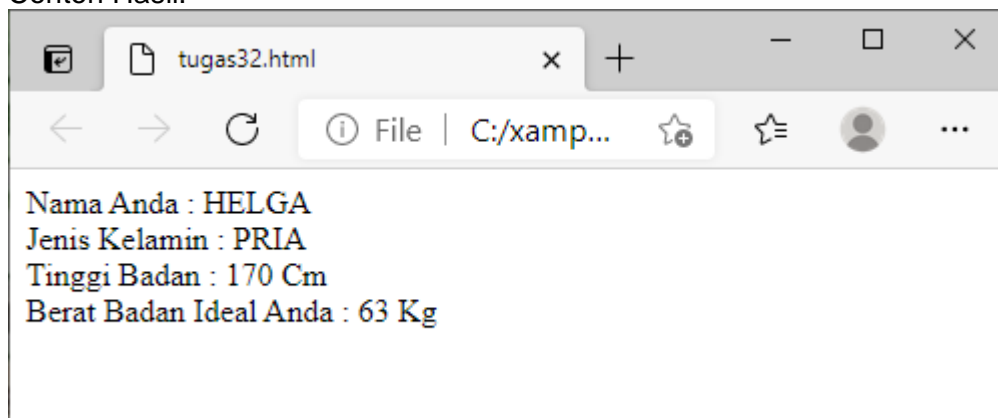 Contoh Hasil:
tugas32.html
File | C:/xamp...
Nama Anda : HELGA
Jenis Kelamin : PRIA
Tinggi Badan : 170 Cm
Berat Badan Ideal Anda : 63 Kg